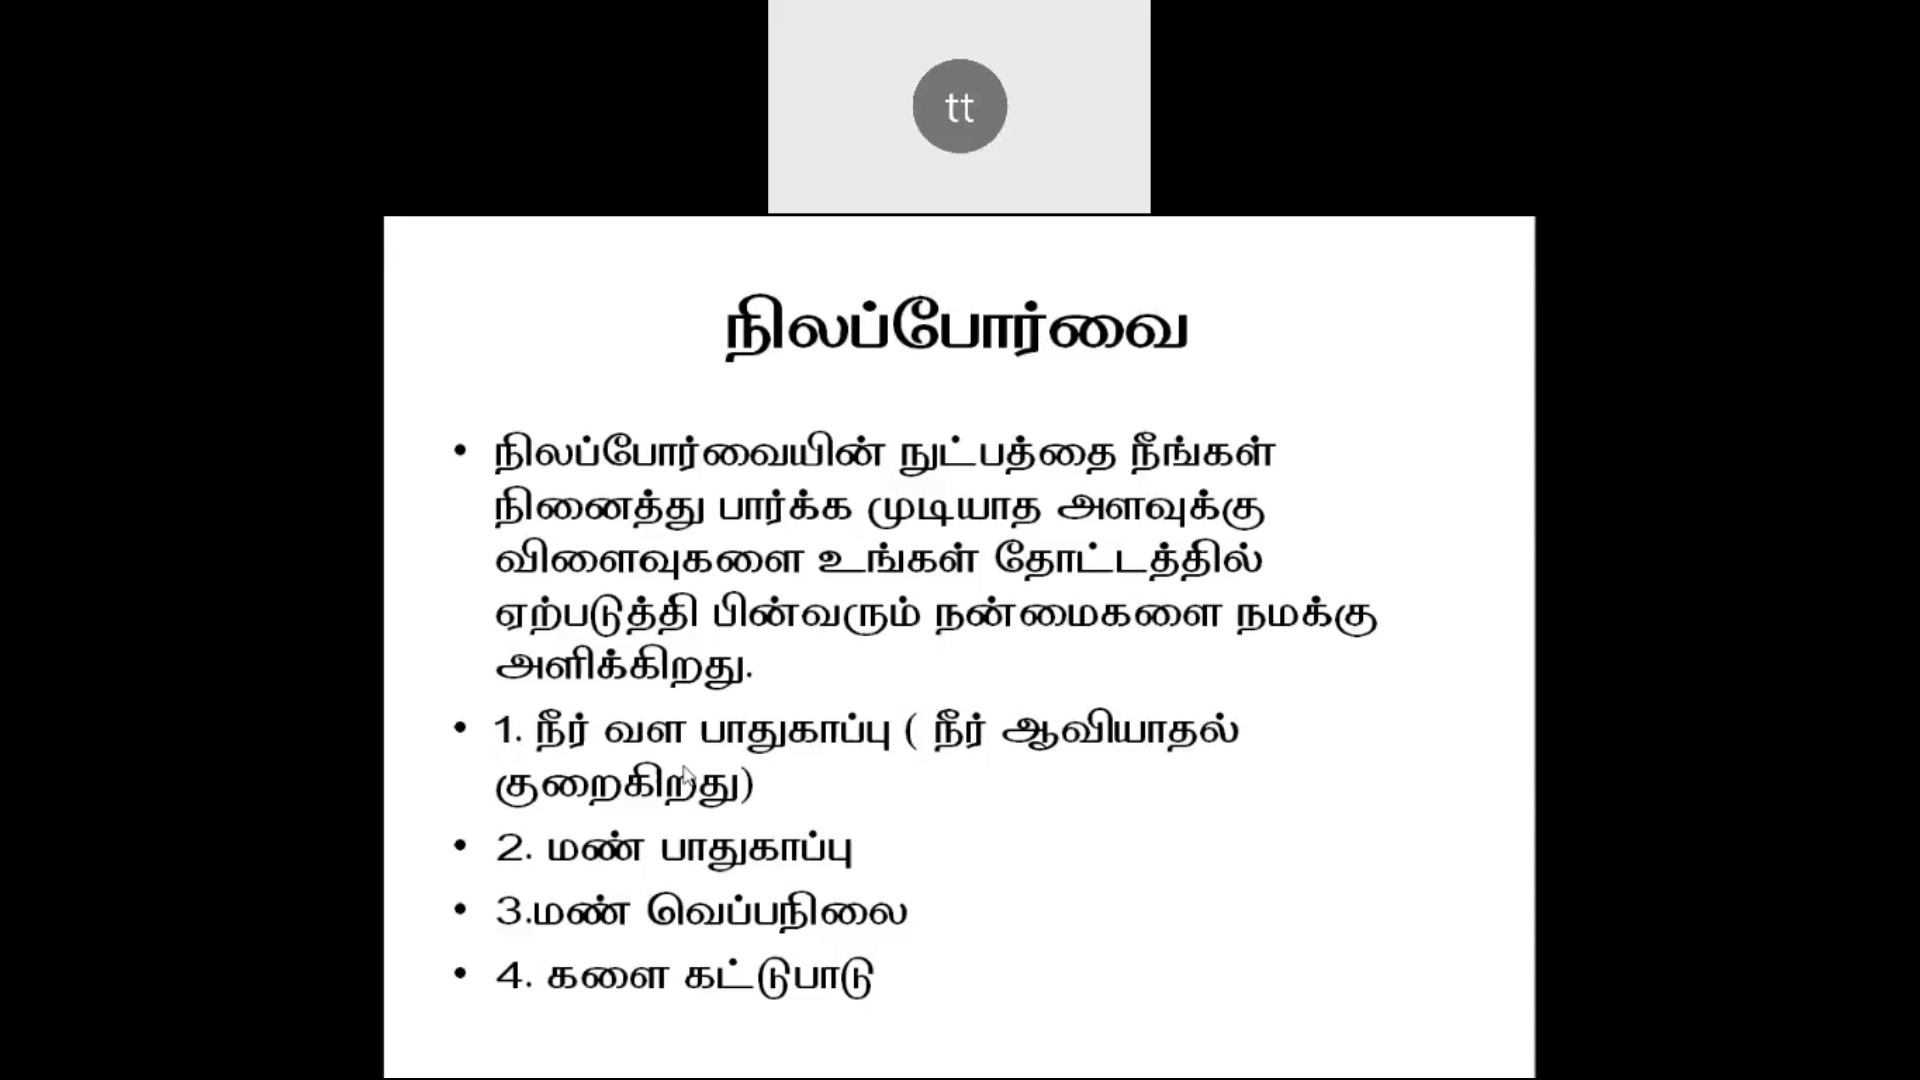 tt
நிலப்போர்வை
• நிலப்போர்வையின் நுட்பத்தை நீங்கள்
நினைத்து பார்க்க முடியாத அளவுக்கு
விளைவுகளை உங்கள் தோட்டத்தில்
ஏற்படுத்தி பின்வரும் நன்மைகளை நமக்கு
அளிக்கிறது.
• 1. நீர் வள பாதுகாப்பு ( நீர் ஆவியாதல்
குறைகிறது)
• 2. மண் பாதுகாப்பு
• 3.மண் வெப்பநிலை
• 4. களை கட்டுபாடு